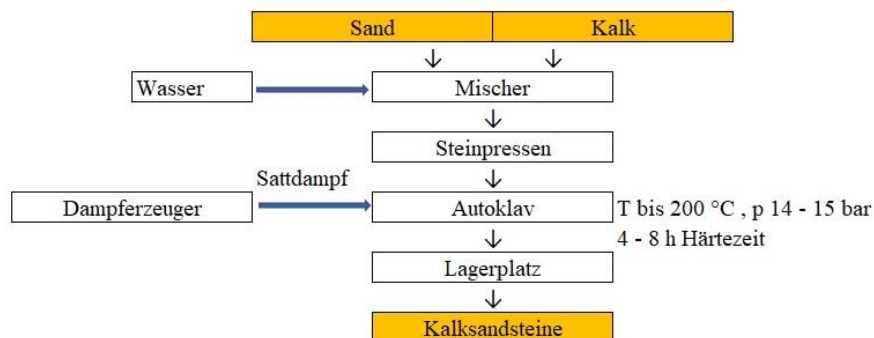 Sand Kalk
Wasser Mischer
Steinpressen
Sattdampf
Dampferzeuger Autoklav T bis 200 °C , p 14 - 15 bar
4 - 8 h Härtezeit
Lagerplatz
Kalksandsteine